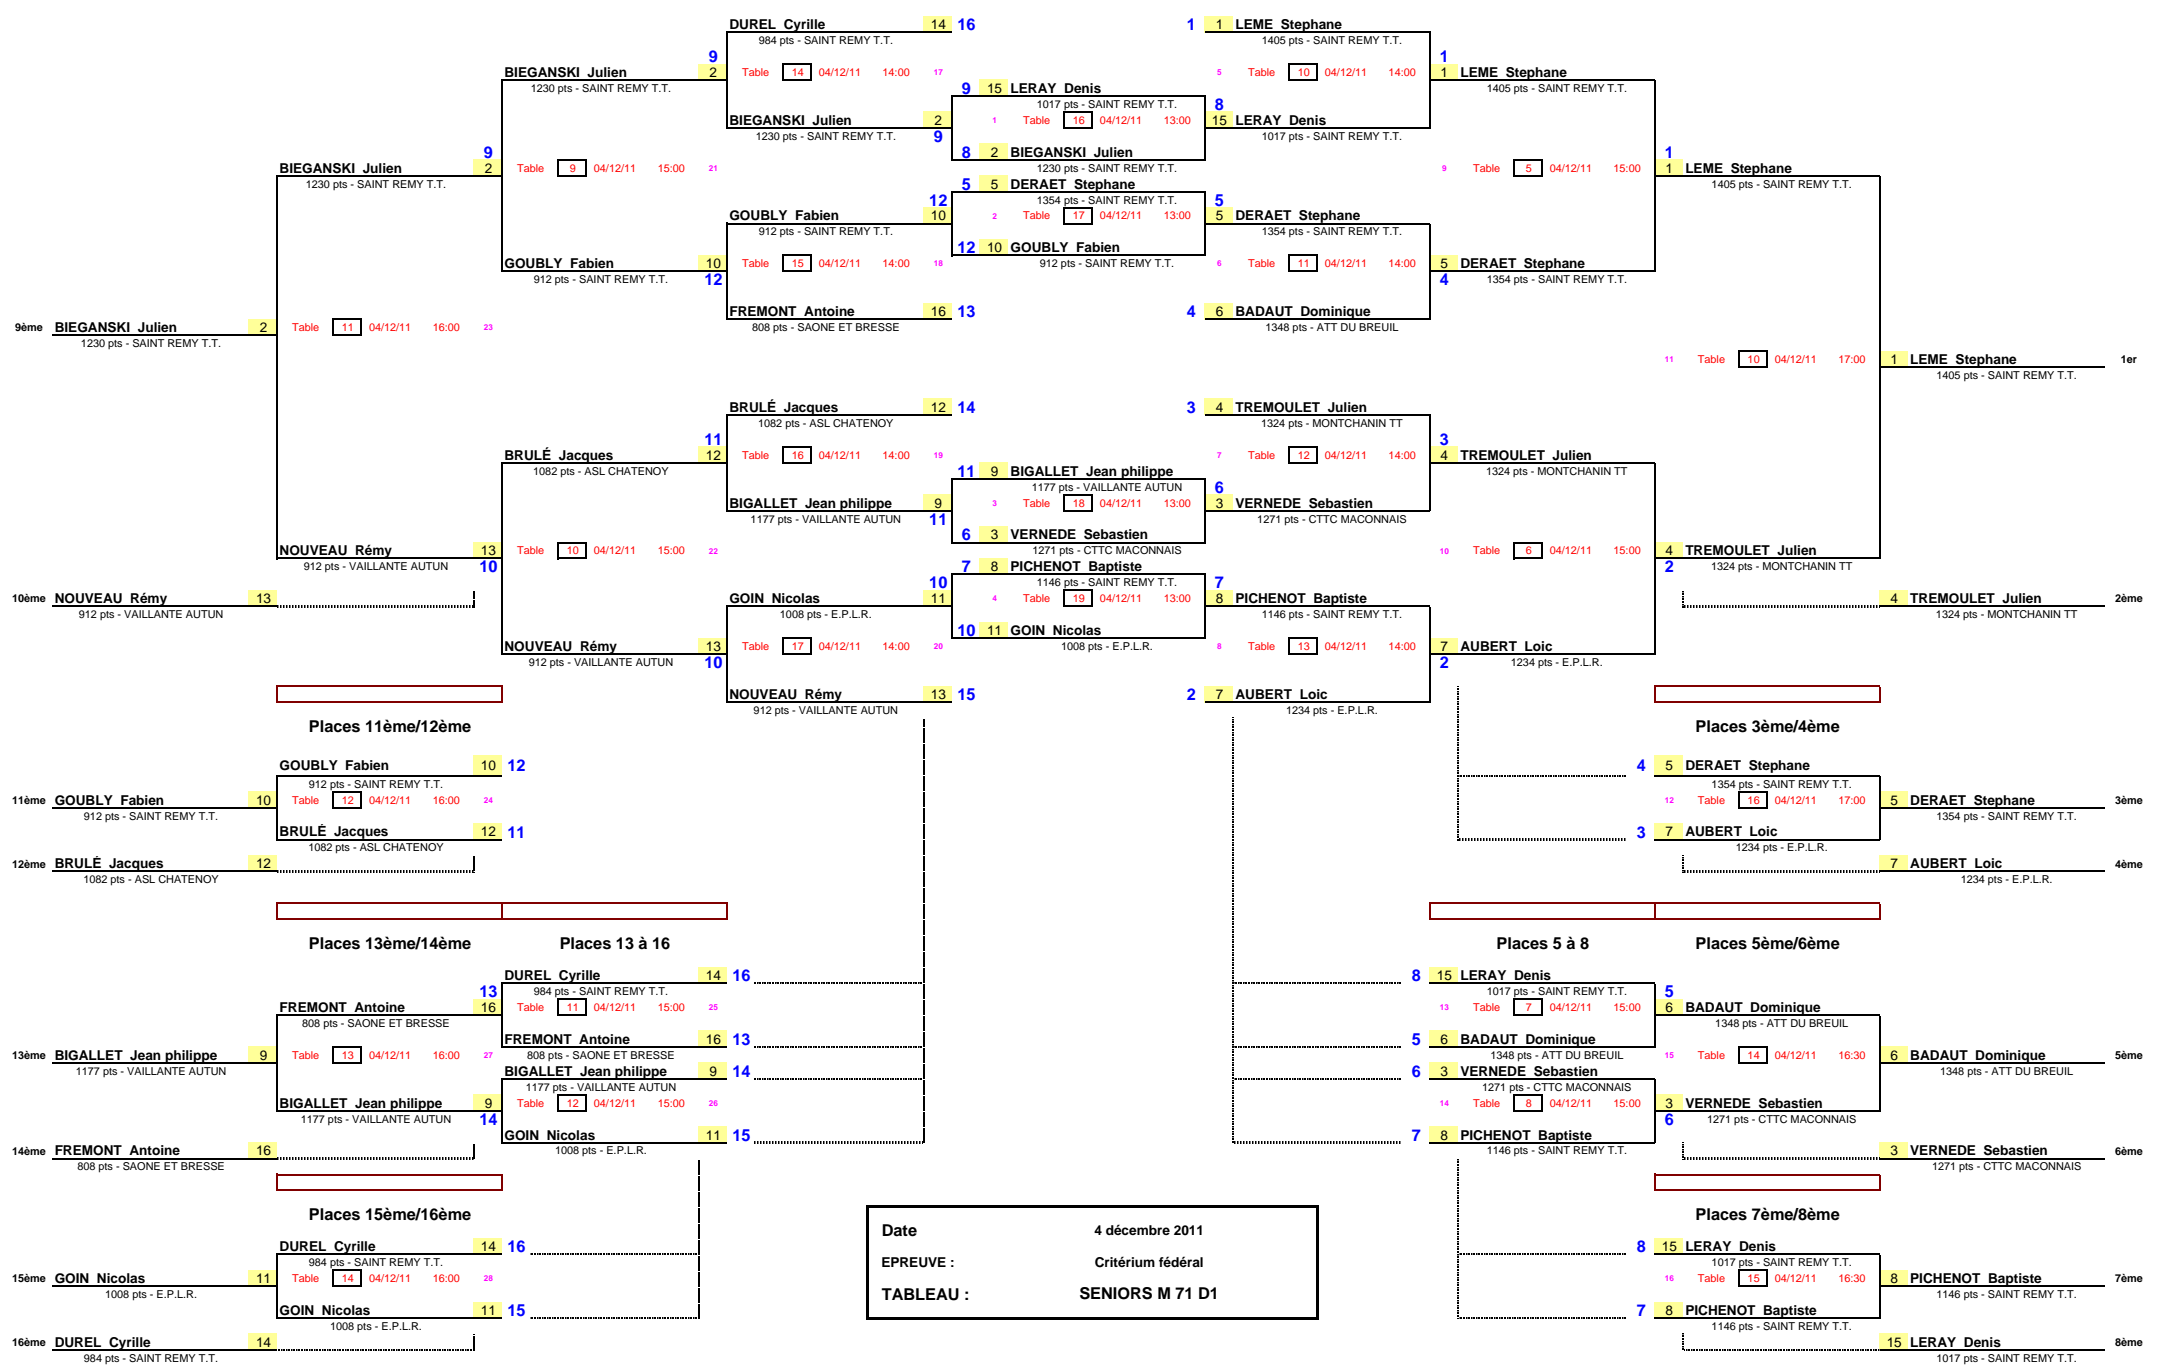 DUREL Cyrille 14 16
984 pts - SAINT REMY T.T.
1 1 LEME Stephane
1405 pts - SAINT REMY T.T.
9
BIEGANSKI Julien 2
1230 pts - SAINT REMY T.T.
Table 14 04/12/11 14:00 17
5 Table 10 04/12/11 14:00
1
1 LEME Stephane
1405 pts - SAINT REMY T.T.
9 15 LERAY Denis
1017 pts - SAINT REMY T.T.
BIEGANSKI Julien 2
1230 pts - SAINT REMY T.T. 9
1 Table 16 04/12/11 13:00
8
15 LERAY Denis
1017 pts - SAINT REMY T.T.
8 2 BIEGANSKI Julien
1230 pts - SAINT REMY T.T.
9
BIEGANSKI Julien 2
1230 pts - SAINT REMY T.T.
Table 9 04/12/11 15:00 21
9 Table 5 04/12/11 15:00
1
1 LEME Stephane
1405 pts - SAINT REMY T.T.
5 5 DERAET Stephane
1354 pts - SAINT REMY T.T.
12
GOUBLY Fabien 10
912 pts - SAINT REMY T.T.
2 Table 17 04/12/11 13:00
5
5 DERAET Stephane
1354 pts - SAINT REMY T.T.
12 10 GOUBLY Fabien
912 pts - SAINT REMY T.T.
GOUBLY Fabien 10
912 pts - SAINT REMY T.T. 12
Table 15 04/12/11 14:00 18
6 Table 11 04/12/11 14:00
5 DERAET Stephane
4 1354 pts - SAINT REMY T.T.
FREMONT Antoine 16 13
808 pts - SAONE ET BRESSE
4 6 BADAUT Dominique
1348 pts - ATT DU BREUIL
9ème BIEGANSKI Julien 2
1230 pts - SAINT REMY T.T.
Table 11 04/12/11 16:00 23
11 Table 10 04/12/11 17:00
1 LEME Stephane 1er
1405 pts - SAINT REMY T.T.
BRULÉ Jacques 12 14
1082 pts - ASL CHATENOY
3 4 TREMOULET Julien
1324 pts - MONTCHANIN TT
11
BRULÉ Jacques 12
1082 pts - ASL CHATENOY
Table 16 04/12/11 14:00 19
7 Table 12 04/12/11 14:00
3
4 TREMOULET Julien
1324 pts - MONTCHANIN TT
11 9 BIGALLET Jean philippe
1177 pts - VAILLANTE AUTUN
BIGALLET Jean philippe 9
1177 pts - VAILLANTE AUTUN 11
3 Table 18 04/12/11 13:00
6
3 VERNEDE Sebastien
1271 pts - CTTC MACONNAIS
6 3 VERNEDE Sebastien
1271 pts - CTTC MACONNAIS
NOUVEAU Rémy 13
912 pts - VAILLANTE AUTUN 10
Table 10 04/12/11 15:00 22
10 Table 6 04/12/11 15:00
4 TREMOULET Julien
2 1324 pts - MONTCHANIN TT
7 8 PICHENOT Baptiste
1146 pts - SAINT REMY T.T.
10ème NOUVEAU Rémy 13
912 pts - VAILLANTE AUTUN
10
GOIN Nicolas 11
1008 pts - E.P.L.R.
4 Table 19 04/12/11 13:00
7
8 PICHENOT Baptiste
1146 pts - SAINT REMY T.T.
4 TREMOULET Julien 2ème
1324 pts - MONTCHANIN TT
10 11 GOIN Nicolas
1008 pts - E.P.L.R.
NOUVEAU Rémy 13
912 pts - VAILLANTE AUTUN 10
Table 17 04/12/11 14:00 20
8 Table 13 04/12/11 14:00
7 AUBERT Loic
2 1234 pts - E.P.L.R.
NOUVEAU Rémy 13 15
912 pts - VAILLANTE AUTUN
2 7 AUBERT Loic
1234 pts - E.P.L.R.
Places 11ème/12ème
Places 3ème/4ème
GOUBLY Fabien 10 12
912 pts - SAINT REMY T.T.
4 5 DERAET Stephane
1354 pts - SAINT REMY T.T.
11ème GOUBLY Fabien 10
912 pts - SAINT REMY T.T.
Table 12 04/12/11 16:00 24
12 Table 16 04/12/11 17:00
5 DERAET Stephane 3ème
1354 pts - SAINT REMY T.T.
BRULÉ Jacques 12 11
1082 pts - ASL CHATENOY
3 7 AUBERT Loic
1234 pts - E.P.L.R.
12ème BRULÉ Jacques 12
1082 pts - ASL CHATENOY
7 AUBERT Loic 4ème
1234 pts - E.P.L.R.
Places 13ème/14ème Places 13 à 16
Places 5 à 8 Places 5ème/6ème
DUREL Cyrille 14 16
984 pts - SAINT REMY T.T.
8 15 LERAY Denis
1017 pts - SAINT REMY T.T.
13
FREMONT Antoine 16
808 pts - SAONE ET BRESSE
Table 11 04/12/11 15:00 25
13 Table 7 04/12/11 15:00
5
6 BADAUT Dominique
1348 pts - ATT DU BREUIL
FREMONT Antoine 16 13
808 pts - SAONE ET BRESSE
5 6 BADAUT Dominique
1348 pts - ATT DU BREUIL
13ème BIGALLET Jean philippe 9
1177 pts - VAILLANTE AUTUN
Table 13 04/12/11 16:00 27
15 Table 14 04/12/11 16:30
6 BADAUT Dominique 5ème
1348 pts - ATT DU BREUIL
BIGALLET Jean philippe 9 14
1177 pts - VAILLANTE AUTUN
6 3 VERNEDE Sebastien
1271 pts - CTTC MACONNAIS
BIGALLET Jean philippe 9
1177 pts - VAILLANTE AUTUN 14
Table 12 04/12/11 15:00 26
14 Table 8 04/12/11 15:00
3 VERNEDE Sebastien
6 1271 pts - CTTC MACONNAIS
GOIN Nicolas 11 15
1008 pts - E.P.L.R.
7 8 PICHENOT Baptiste
1146 pts - SAINT REMY T.T.
14ème FREMONT Antoine 16
808 pts - SAONE ET BRESSE
3 VERNEDE Sebastien 6ème
1271 pts - CTTC MACONNAIS
Places 15ème/16ème
Places 7ème/8ème
Date 4 décembre 2011
EPREUVE : Critérium fédéral
TABLEAU : SENIORS M 71 D1
DUREL Cyrille 14 16
984 pts - SAINT REMY T.T.
8 15 LERAY Denis
1017 pts - SAINT REMY T.T.
15ème GOIN Nicolas 11
1008 pts - E.P.L.R.
Table 14 04/12/11 16:00 28
16 Table 15 04/12/11 16:30
8 PICHENOT Baptiste 7ème
1146 pts - SAINT REMY T.T.
GOIN Nicolas 11 15
1008 pts - E.P.L.R.
7 8 PICHENOT Baptiste
1146 pts - SAINT REMY T.T.
16ème DUREL Cyrille 14
984 pts - SAINT REMY T.T.
15 LERAY Denis 8ème
1017 pts - SAINT REMY T.T.